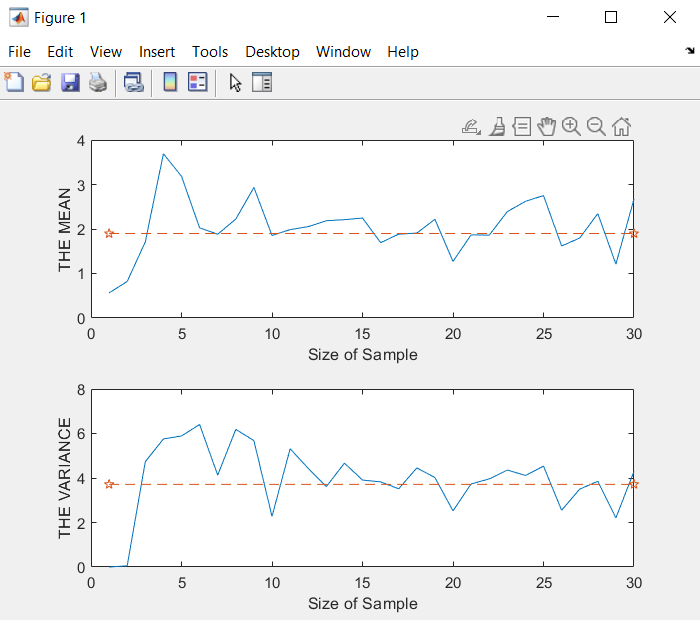 Figure 1
File Edit View Insert Tools Desktop Window Help
4
3
2
1
0
THE MEAN
0 5 10 15 20 25 30
Size of Sample
8
6
4
2
0
THE VARIANCE
0 5 10 15 20 25 30
Size of Sample